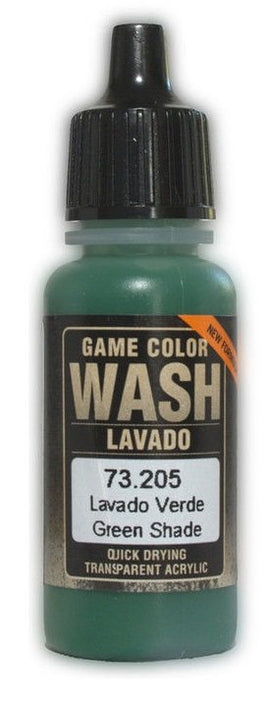 NEW FORMULA
GAME COLOR
WASH
LAVADO
73.205
Lavado Verde
Green Shade
QUICK DRYING
TRANSPARENT ACRYLIC